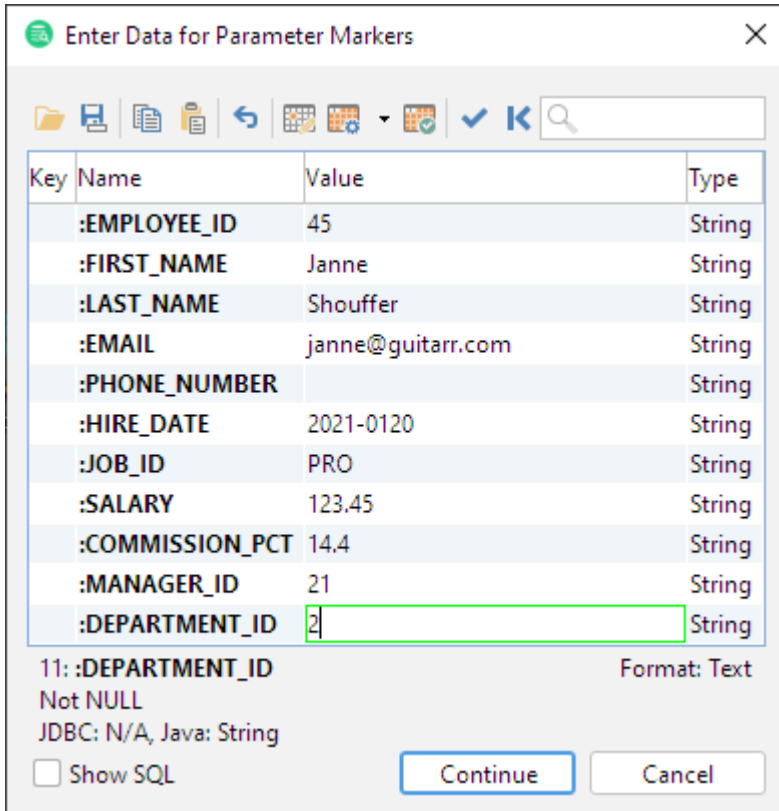 Enter Data for Parameter Markers
Key Name Value Type
:EMPLOYEE_ID 45 String
:FIRST_NAME Janne String
:LAST_NAME Shouffer String
:EMAIL janne@guitarr.com String
:PHONE_NUMBER String
:HIRE_DATE 2021-0120 String
:JOB_ID PRO String
:SALARY 123.45 String
:COMMISSION_PCT 14.4 String
:MANAGER_ID 21 String
:DEPARTMENT_ID 2 String
11: :DEPARTMENT_ID Format: Text
Not NULL
JDBC: N/A, Java: String
Show SQL Continue Cancel